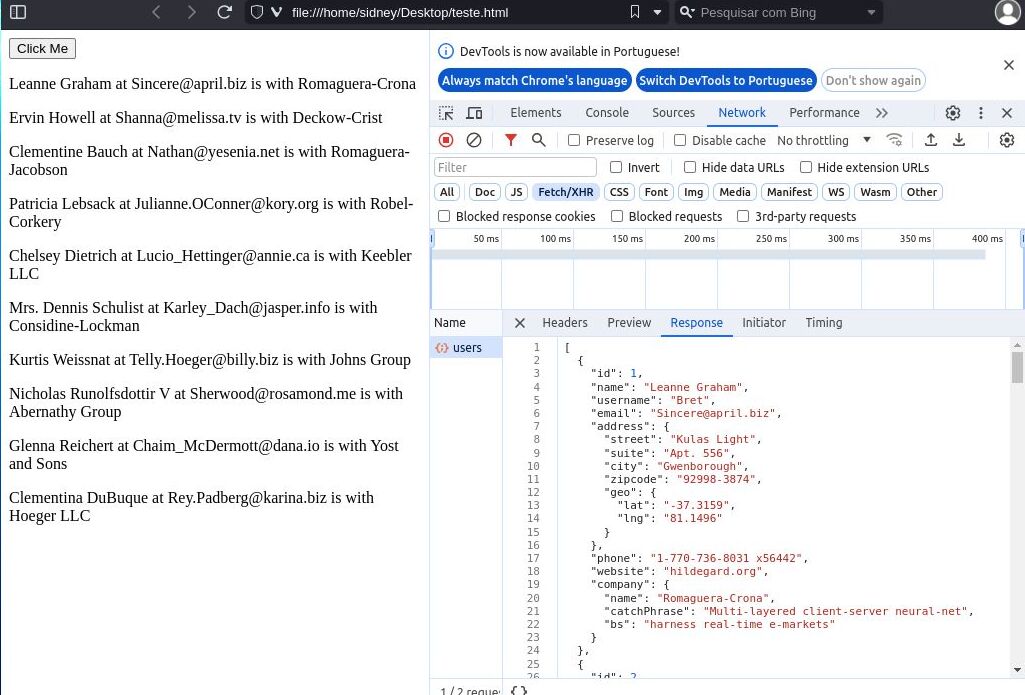 file:///home/sidney/Desktop/teste.html
Pesquisar com Bing
Click Me
Leanne Graham at Sincere@april.biz is with Romaguera-Crona
Ervin Howell at Shanna@melissa.tv is with Deckow-Crist
Clementine Bauch at Nathan@yesenia.net is with Romaguera-
Jacobson
Patricia Lebsack at Julianne.OConner@kory.org is with Robel-
Corkery
Chelsey Dietrich at Lucio_Hettinger@annie.ca is with Keebler
LLC
Mrs. Dennis Schulist at Karley_Dach@jasper.info is with
Considine-Lockman
Kurtis Weissnat at Telly.Hoeger@billy.biz is with Johns Group
Nicholas Runolfsdottir V at Sherwood@rosamond.me is with
Abernathy Group
Glenna Reichert at Chaim_McDermott@dana.io is with Yost
and Sons
Clementina DuBuque at Rey.Padberg@karina.biz is with
Hoeger LLC
DevTools is now available in Portuguese!
Always match Chrome's language Switch DevTools to Portuguese Don't show again
Elements Console Sources Network Performance
Preserve log Disable cache No throttling
Filter Invert Hide data URLs Hide extension URLs
All Doc JS Fetch/XHR CSS Font Img Media Manifest WS Wasm Other
Blocked response cookies Blocked requests 3rd-party requests
50 ms 100 ms 150 ms 200 ms 250 ms 300 ms 350 ms 400 ms
Name Headers Preview Response Initiator Timing
users
1 [
2 {
3 "id": 1,
4 "name": "Leanne Graham",
5 "username": "Bret",
6 "email": "Sincere@april.biz",
7 "address": {
8 "street": "Kulas Light",
9 "suite": "Apt. 556",
10 "city": "Gwenborough",
11 "zipcode": "92998-3874",
12 "geo": {
13 "lat": "-37.3159",
14 "lng": "81.1496"
15 }
16 },
17 "phone": "1-770-736-8031 x56442",
18 "website": "hildegard.org",
19 "company": {
20 "name": "Romaguera-Crona",
21 "catchPhrase": "Multi-layered client-server neural-net",
22 "bs": "harness real-time e-markets"
23 }
24 },
25 {
26 "id": 2
1 / 2 reque {}